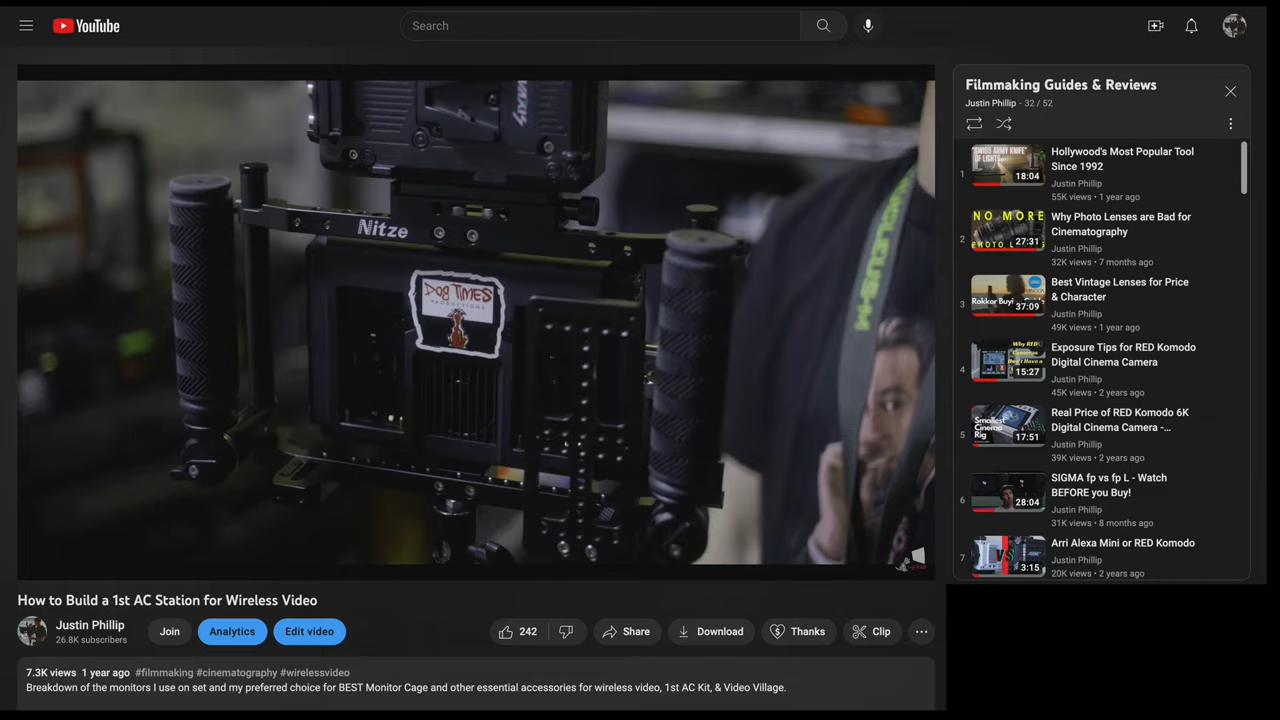 YouTube
Search
Nitze
DOG TIMES
PRODUCTIONS
Filmmaking Guides & Reviews
Justin Phillip - 32 / 52
1
18:04
Hollywood's Most Popular Tool
Since 1992
Justin Phillip
55K views • 1 year ago
2
NO MORE
27:31
Why Photo Lenses are Bad for
Cinematography
Justin Phillip
32K views • 7 months ago
3
37:09
Best Vintage Lenses for Price
& Character
Justin Phillip
49K views • 1 year ago
4
Why RED
Cameras
15:27
Exposure Tips for RED Komodo
Digital Cinema Camera
Justin Phillip
45K views • 2 years ago
5
Smallest
Cinema
Rig
17:51
Real Price of RED Komodo 6K
Digital Cinema Camera -...
Justin Phillip
39K views • 2 years ago
6
28:04
SIGMA fp vs fp L - Watch
BEFORE you Buy!
Justin Phillip
31K views • 8 months ago
7
VS
3:15
Arri Alexa Mini or RED Komodo
Justin Phillip
20K views • 2 years ago
How to Build a 1st AC Station for Wireless Video
Justin Phillip
26.8K subscribers
Join
Analytics
Edit video
242
Share
Download
Thanks
Clip
7.3K views 1 year ago #filmmaking #cinematography #wirelessvideo
Breakdown of the monitors I use on set and my preferred choice for BEST Monitor Cage and other essential accessories for wireless video, 1st AC Kit, & Video Village.